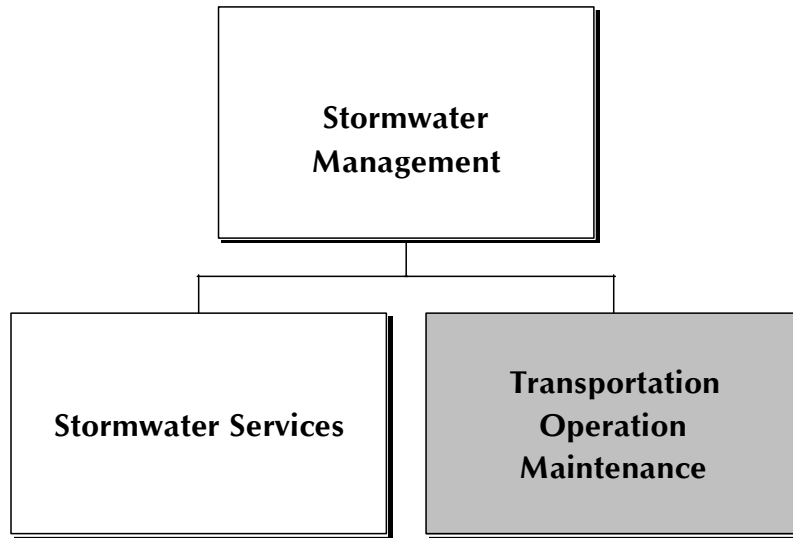 Stormwater
Management
Stormwater Services
Transportation
Operation
Maintenance